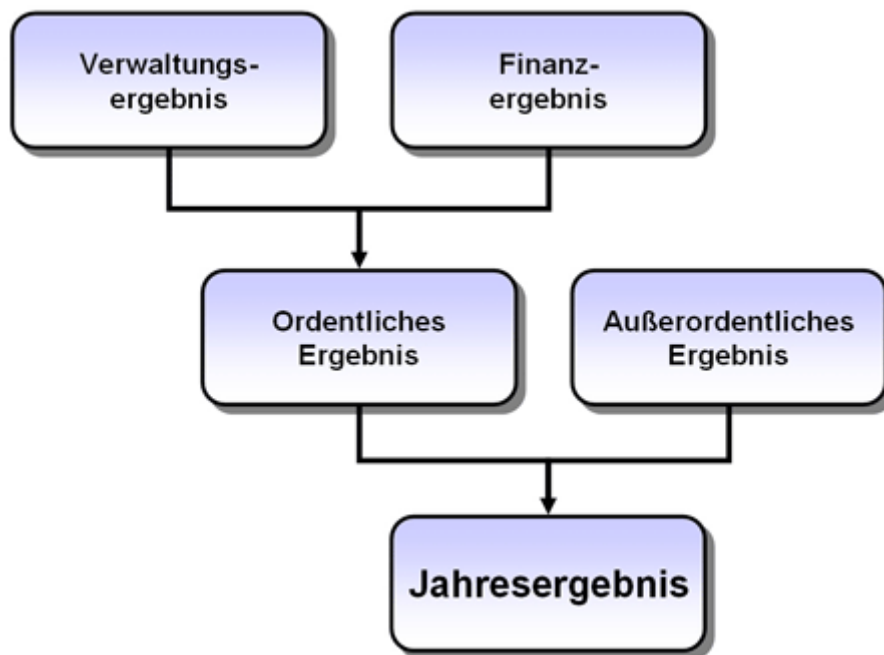 Verwaltungs-
ergebnis
Finanz-
ergebnis
Ordentliches
Ergebnis
Außerordentliches
Ergebnis
Jahresergebnis